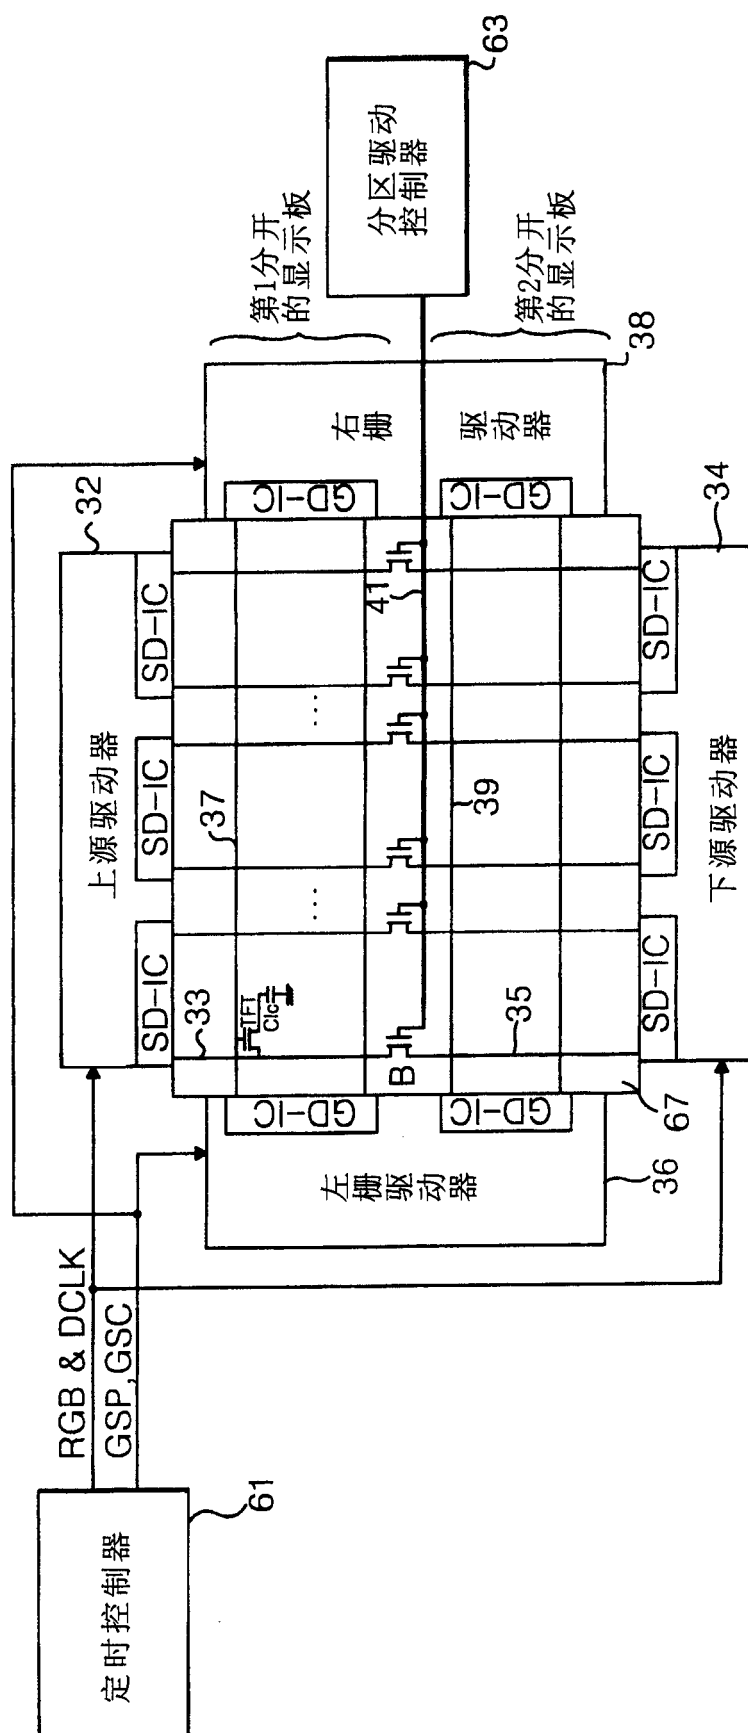 定时控制器
61
RGB & DCLK
GSP,GSC
上源驱动器
32
SD-IC
SD-IC
SD-IC
左栅驱动器
36
GD-IC
GD-IC
33
TFT
Clc
37
....
....
B
41
35
39
67
GD-IC
GD-IC
右栅
驱动器
38
第1分开
的显示板
第2分开
的显示板
分区驱动
控制器
63
SD-IC
SD-IC
SD-IC
下源驱动器
34